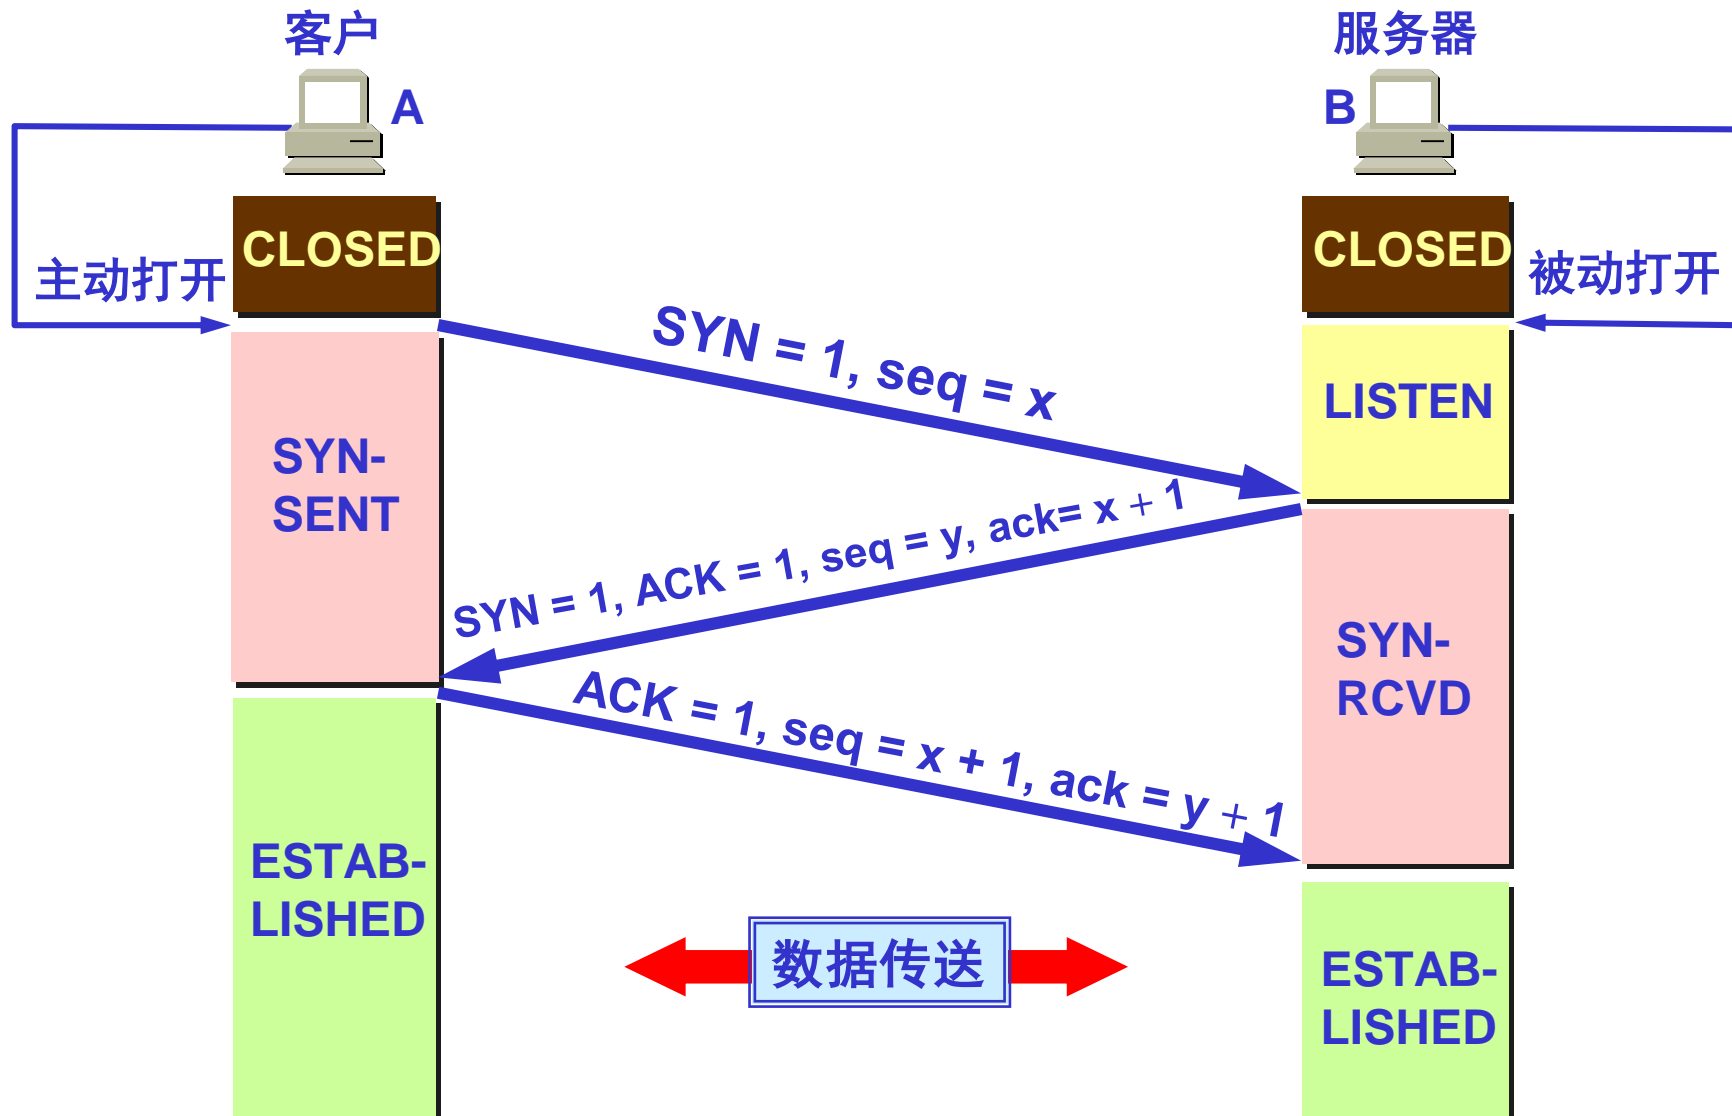 客户
服务器
A
B
CLOSED
CLOSED
主动打开
被动打开
SYN = 1, seq = x
LISTEN
SYN-
SENT
SYN = 1, ACK = 1, seq = y, ack= x + 1
SYN-
RCVD
ACK = 1, seq = x + 1, ack = y + 1
ESTAB-
LISHED
数据传送
ESTAB-
LISHED